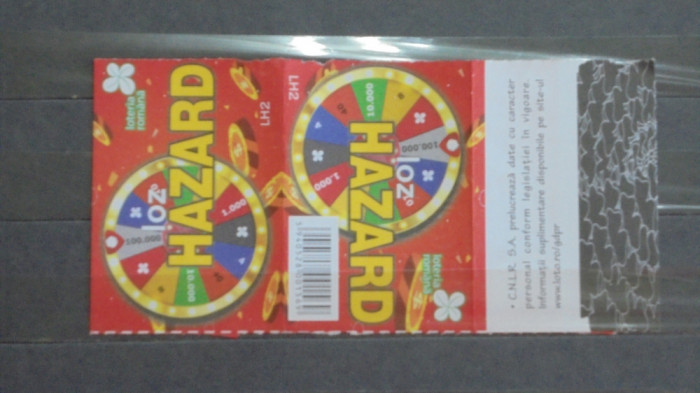 loteria
română
loz
HAZARD
100.000
1.000
10.000
LH2
LH2
10.000
100.000
1.000
loz
HAZARD
loteria
română
• C.N.L.R. S.A. prelucrează date cu caracter
personal conform legislației în vigoare.
Informații suplimentare disponibile pe site-ul
www.loto.ro/gdpr